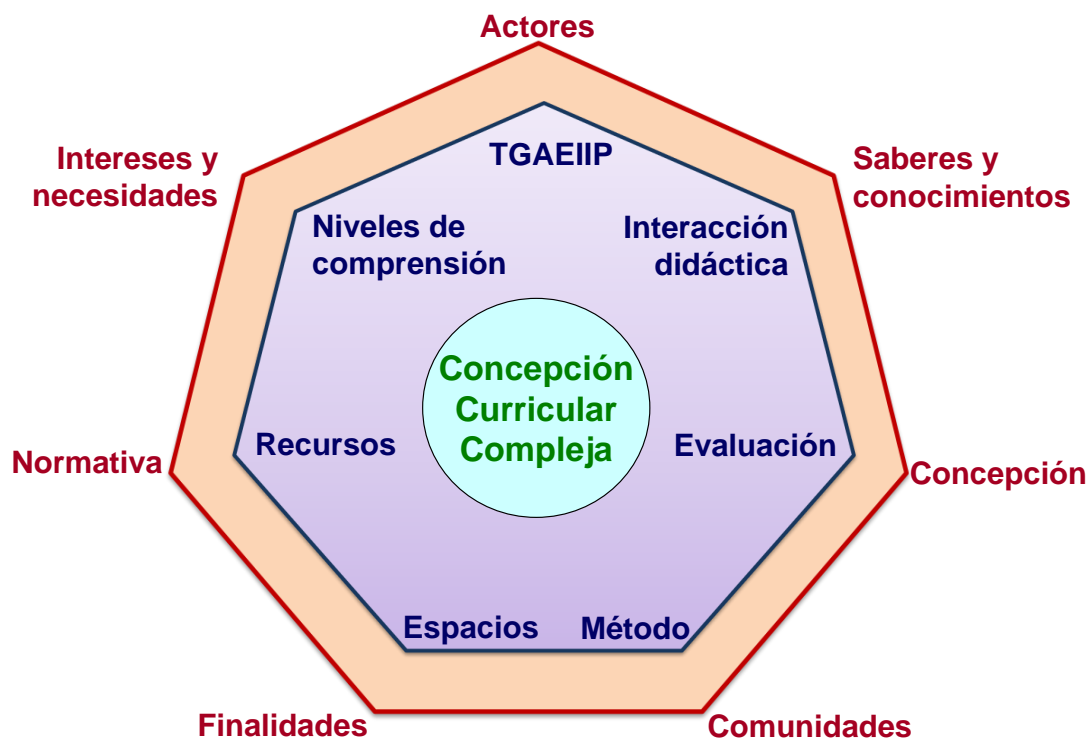 Actores
Intereses y
necesidades
Saberes y
conocimientos
TGAEIIP
Niveles de
comprensión
Interacción
didáctica
Concepción
Curricular
Compleja
Recursos
Evaluación
Normativa
Concepción
Espacios
Método
Finalidades
Comunidades